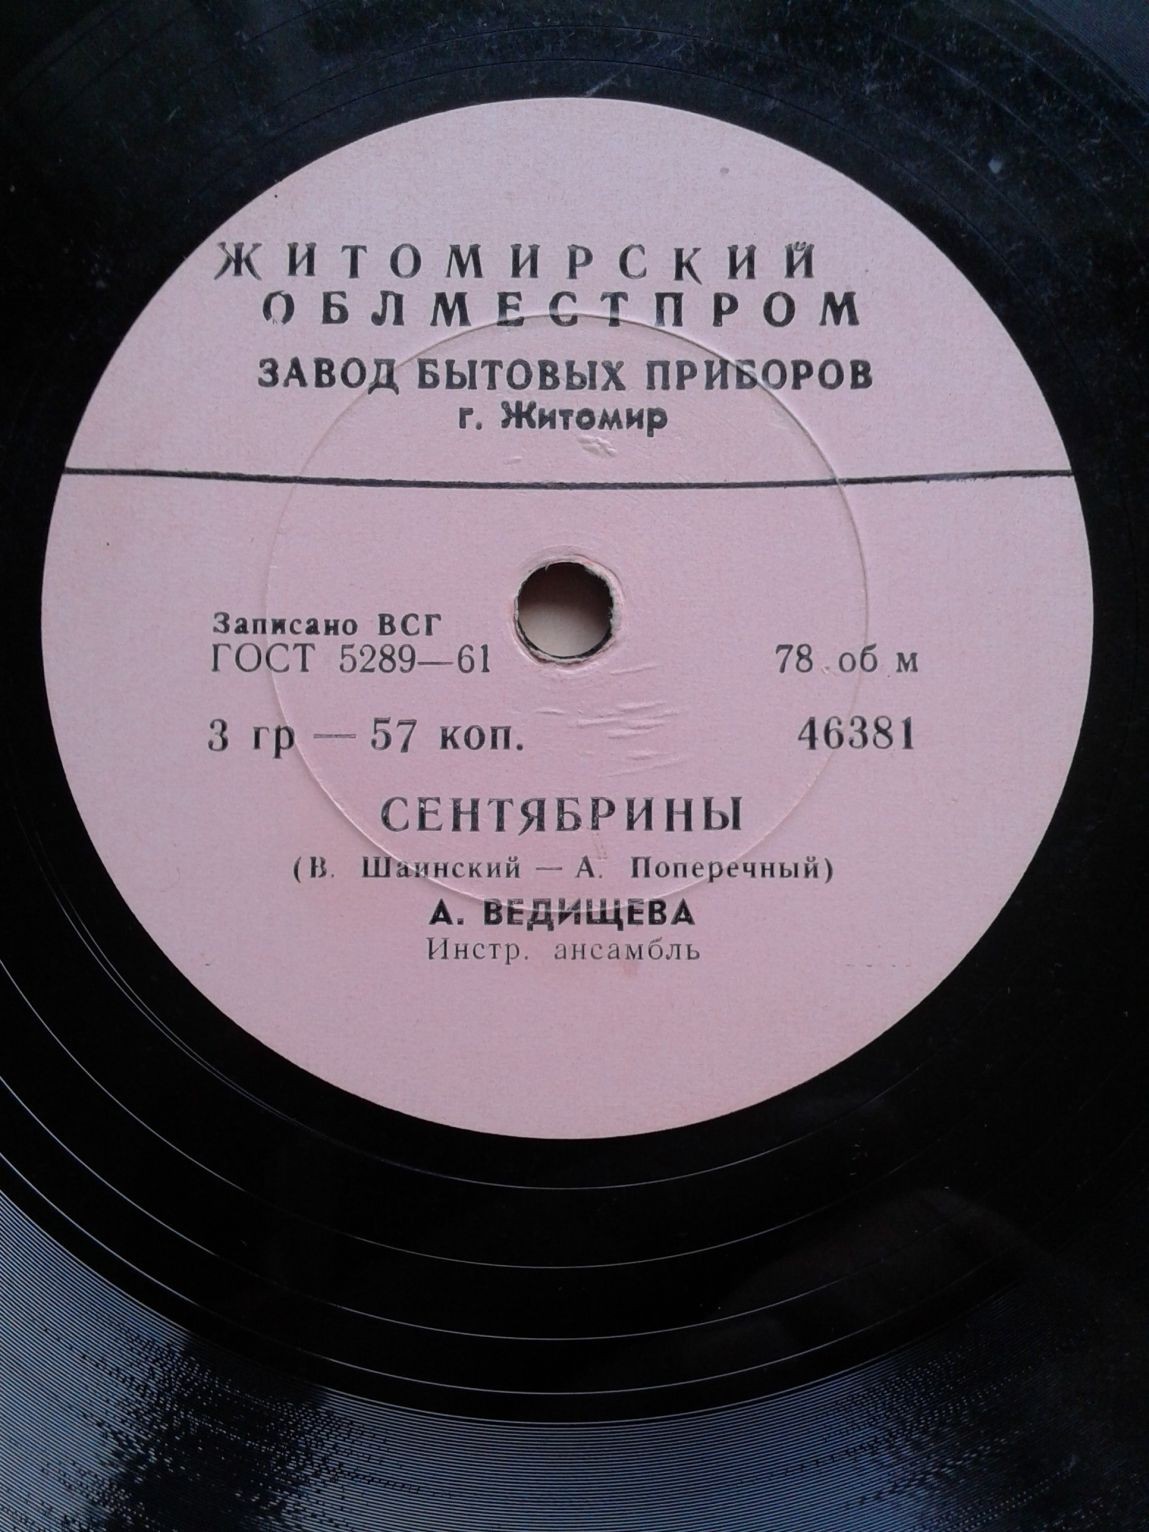 ЖИТОМИРСКИЙ
ОБЛМЕСТПРОМ
ЗАВОД БЫТОВЫХ ПРИБОРОВ
г. Житомир
Записано ВСГ
ГОСТ 5289—61 78 об м
3 гр — 57 коп. 46381
СЕНТЯБРИНЫ
(В. Шаинский — А. Поперечный)
А. ВЕДИЩЕВА
Инстр. ансамбль